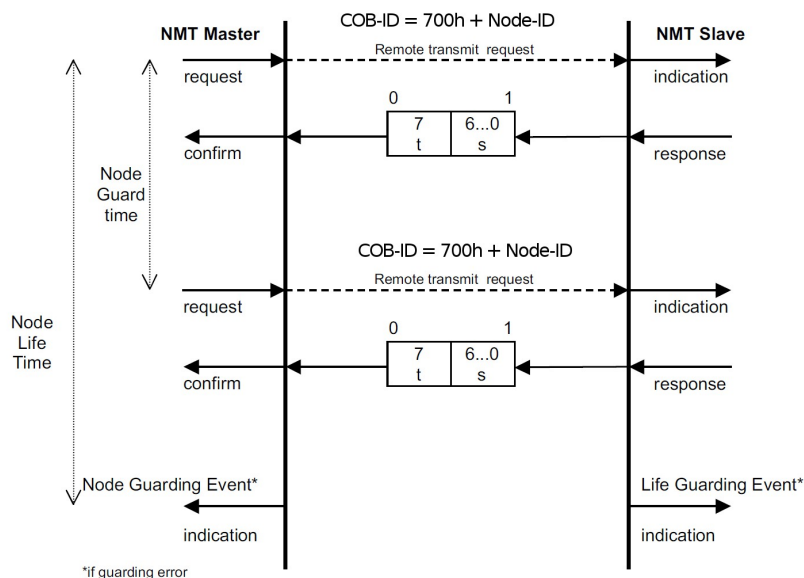 COB-ID = 700h + Node-ID
NMT Master
NMT Slave
Remote transmit request
request
indication
0 1
7 6...0
t s
confirm
response
Node
Guard
time
COB-ID = 700h + Node-ID
Remote transmit request
request
indication
Node
Life
Time
0 1
7 6...0
t s
confirm
response
Node Guarding Event*
Life Guarding Event*
indication
indication
*if guarding error